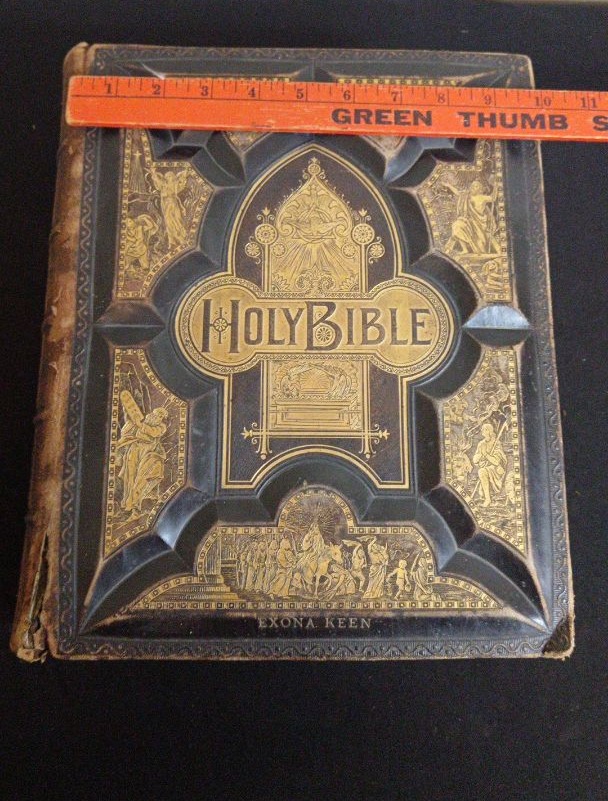 1 2 3 4 5 6 7 8 9 10 11
GREEN THUMB S
HOLY BIBLE
EXONA KEEN